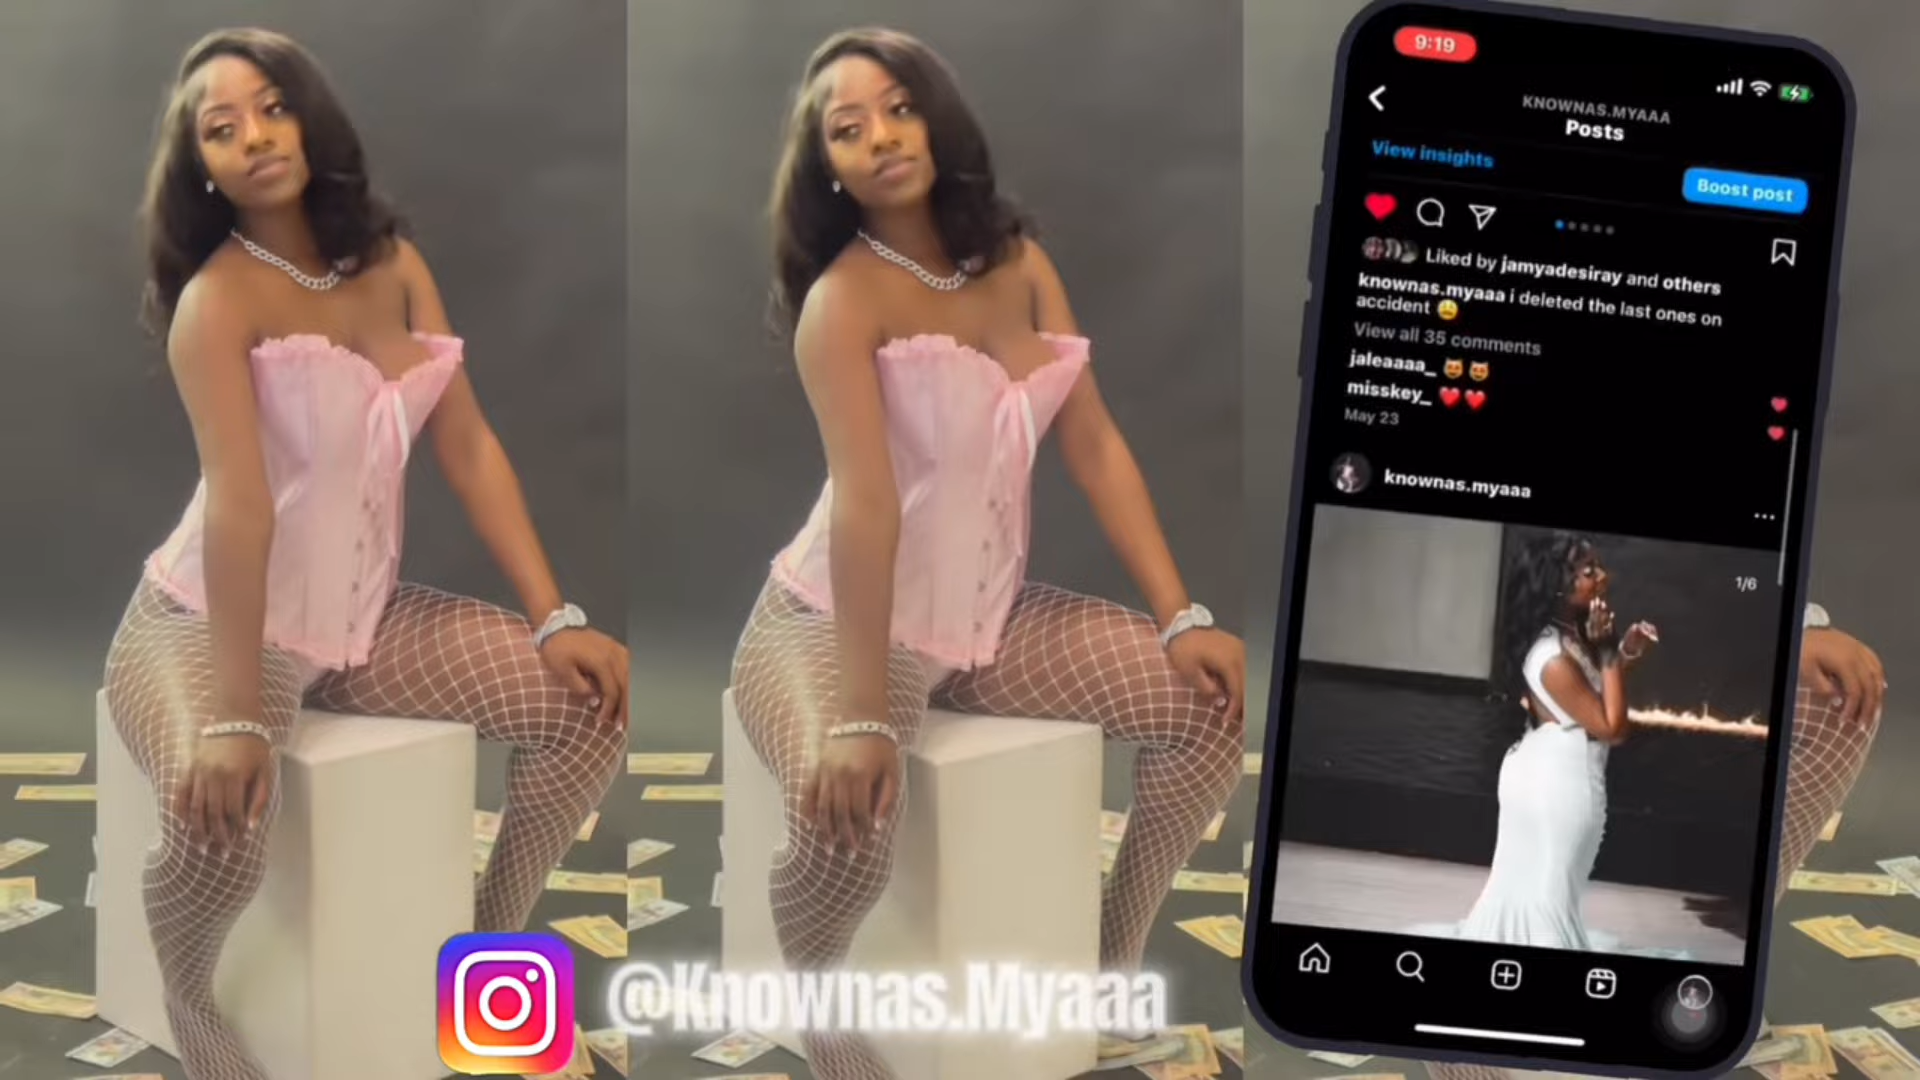 9:19
KNOWNAS.MYAAA
Posts
View insights
Boost post
Liked by jamyadesiray and others
knownas.myaaa i deleted the last ones on
accident 😩
View all 35 comments
jaleaaaa_ 😻😻
misskey_ ❤️❤️
May 23
knownas.myaaa
1/6
@Knownas.Myaaa